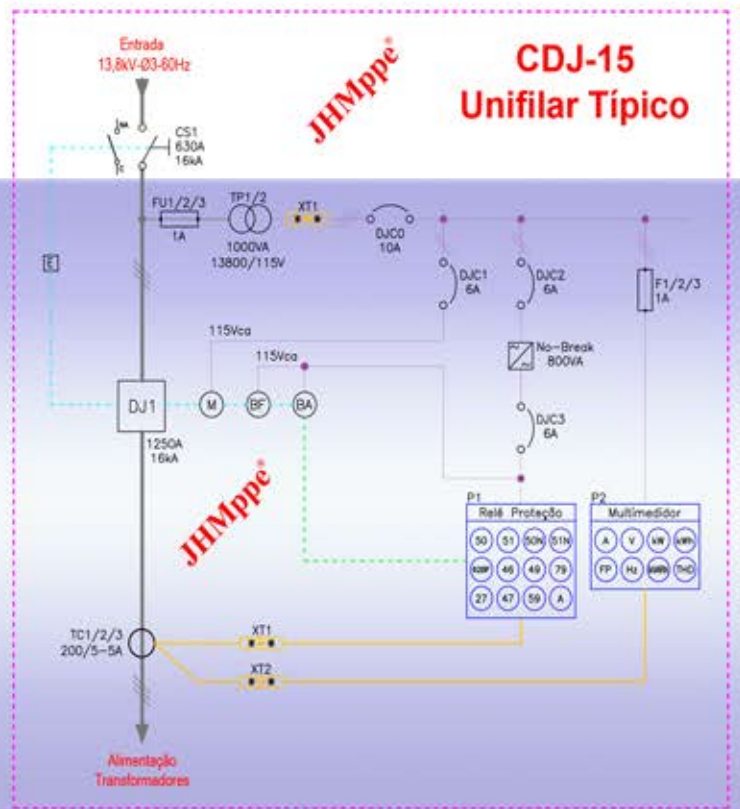 Entrada
13,8kV-Ø3-60Hz
JHMppe®
CDJ-15
Unifilar Típico
NA
C
CS1
630A
16kA
FU1/2/3
1A
TP1/2
1000VA
13800/115V
XT1
DJC0
10A
DJC1
6A
DJC2
6A
F1/2/3
1A
E
115Vca
115Vca
No-Break
800VA
DJ1
M
BF
BA
DJC3
6A
1250A
16kA
JHMppe®
P1
Relê Proteção
50 51 50N 51N
46 49 79
27 47 59 A
P2
Multimedidor
A V kW kWh
FP Hz THD
TC1/2/3
200/5-5A
XT1
XT2
Alimentação
Transformadores